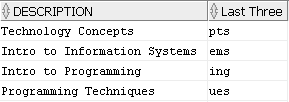 DESCRIPTION Last Three
Technology Concepts pts
Intro to Information Systems ems
Intro to Programming ing
Programming Techniques ues